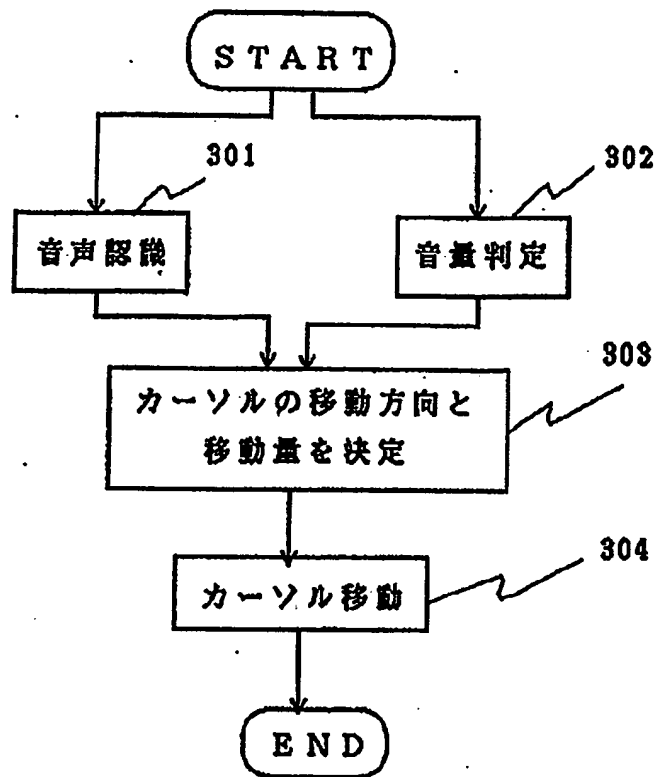 START
301
302
音声認識
音量判定
303
カーソルの移動方向と
移動量を決定
304
カーソル移動
END